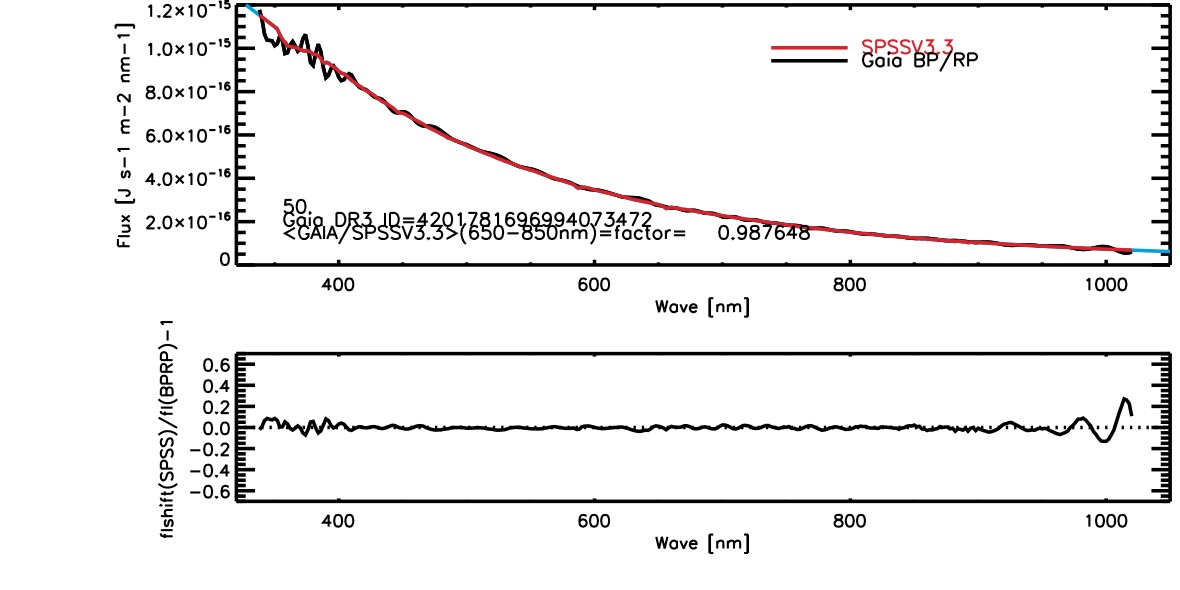 1.2×10⁻¹⁵
1.0×10⁻¹⁵
8.0×10⁻¹⁶
6.0×10⁻¹⁶
4.0×10⁻¹⁶
2.0×10⁻¹⁶
0
Flux [J s−1 m−2 nm−1]
SPSSV3.3
Gaia BP/RP
50.
Gaia DR3 ID=4201781696994073472
<GAIA/SPSSV3.3>(650−850nm)=factor= 0.987648
400 600 800 1000
Wave [nm]
0.6
0.4
0.2
0.0
−0.2
−0.4
−0.6
flshift(SPSS)/fl(BPRP)−1
400 600 800 1000
Wave [nm]